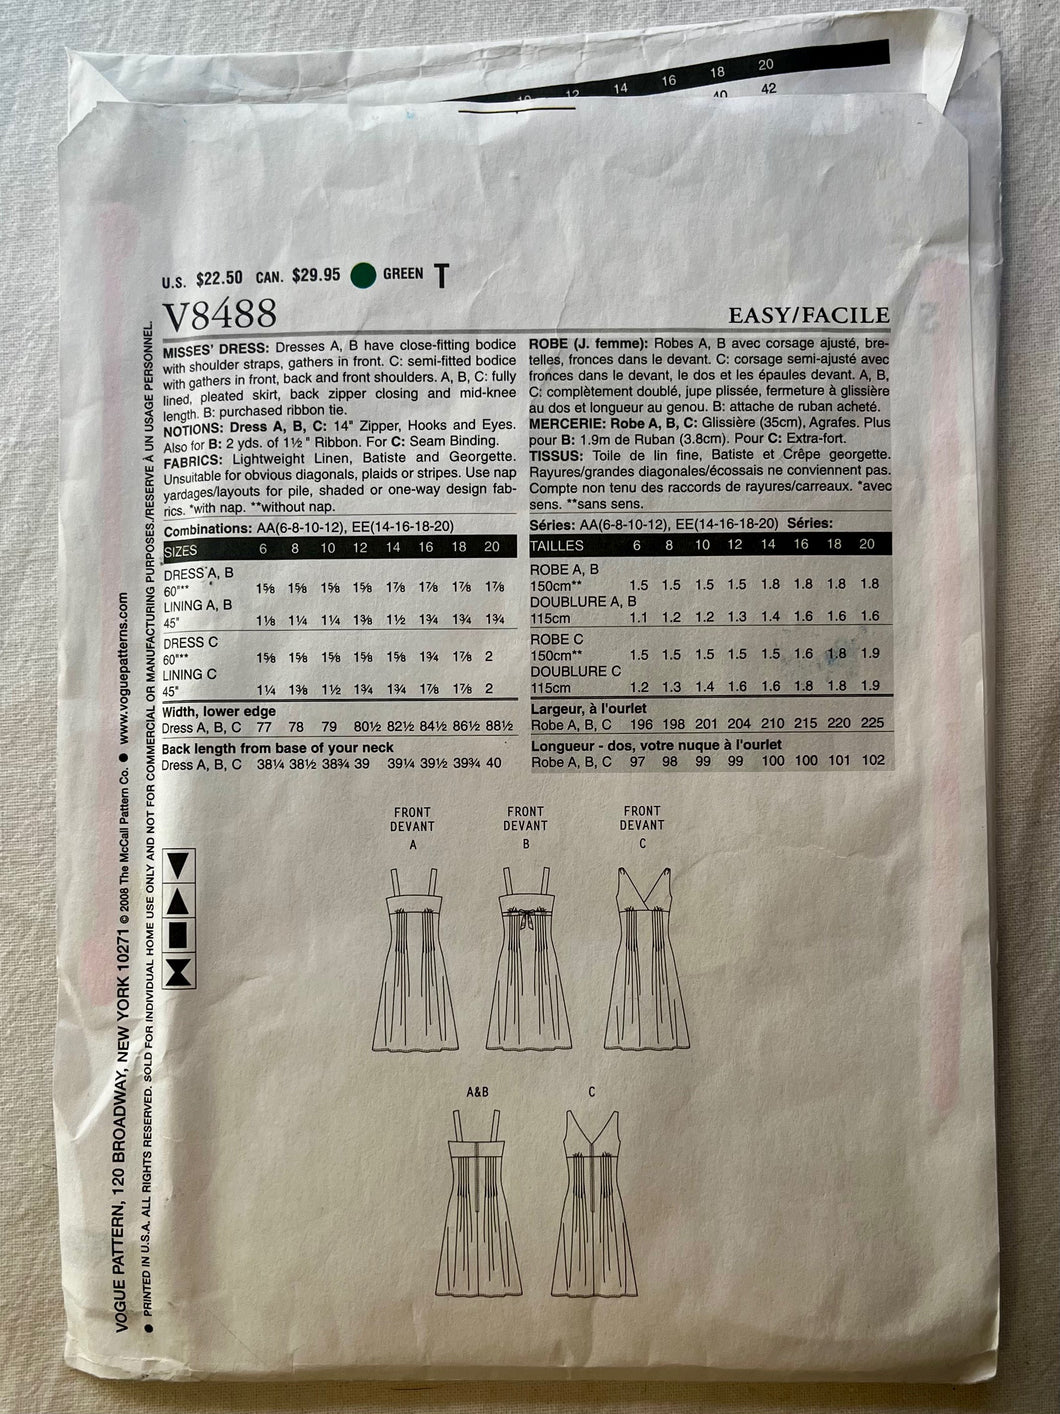 12 14 16 18 20
40 42
U.S. $22.50 CAN. $29.95 GREEN T
V8488
EASY/FACILE
MISSES' DRESS: Dresses A, B have close-fitting bodice
with shoulder straps, gathers in front. C: semi-fitted bodice
with gathers in front, back and front shoulders. A, B, C: fully
lined, pleated skirt, back zipper closing and mid-knee
length. B: purchased ribbon tie.
NOTIONS: Dress A, B, C: 14" Zipper, Hooks and Eyes.
Also for B: 2 yds. of 1½" Ribbon. For C: Seam Binding.
FABRICS: Lightweight Linen, Batiste and Georgette.
Unsuitable for obvious diagonals, plaids or stripes. Use nap
yardages/layouts for pile, shaded or one-way design fab-
rics. *with nap. **without nap.
Combinations: AA(6-8-10-12), EE(14-16-18-20)
SIZES 6 8 10 12 14 16 18 20
DRESS A, B
60"** 1⅝ 1⅝ 1⅝ 1⅝ 1⅞ 1⅞ 1⅞ 1⅞
LINING A, B
45" 1⅛ 1¼ 1¼ 1⅜ 1½ 1¾ 1¾ 1¾
DRESS C
60"** 1⅝ 1⅝ 1⅝ 1⅝ 1⅝ 1¾ 1⅞ 2
LINING C
45" 1¼ 1⅜ 1½ 1¾ 1¾ 1⅞ 1⅞ 2
Width, lower edge
Dress A, B, C 77 78 79 80½ 82½ 84½ 86½ 88½
Back length from base of your neck
Dress A, B, C 38¼ 38½ 38¾ 39 39¼ 39½ 39¾ 40
ROBE (J. femme): Robes A, B avec corsage ajusté, bre-
telles, fronces dans le devant. C: corsage semi-ajusté avec
fronces dans le devant, le dos et les épaules devant. A, B,
C: complètement doublé, jupe plissée, fermeture à glissière
au dos et longueur au genou. B: attache de ruban acheté.
MERCERIE: Robe A, B, C: Glissière (35cm), Agrafes. Plus
pour B: 1.9m de Ruban (3.8cm). Pour C: Extra-fort.
TISSUS: Toile de lin fine, Batiste et Crêpe georgette.
Rayures/grandes diagonales/écossais ne conviennent pas.
Compte non tenu des raccords de rayures/carreaux. *avec
sens. **sans sens.
Séries: AA(6-8-10-12), EE(14-16-18-20) Séries:
TAILLES 6 8 10 12 14 16 18 20
ROBE A, B
150cm** 1.5 1.5 1.5 1.5 1.8 1.8 1.8 1.8
DOUBLURE A, B
115cm 1.1 1.2 1.2 1.3 1.4 1.6 1.6 1.6
ROBE C
150cm** 1.5 1.5 1.5 1.5 1.5 1.6 1.8 1.9
DOUBLURE C
115cm 1.2 1.3 1.4 1.6 1.6 1.8 1.8 1.9
Largeur, à l'ourlet
Robe A, B, C 196 198 201 204 210 215 220 225
Longueur - dos, votre nuque à l'ourlet
Robe A, B, C 97 98 99 99 100 100 101 102
FRONT
DEVANT
A
FRONT
DEVANT
B
FRONT
DEVANT
C
A&B
C
VOGUE PATTERN, 120 BROADWAY, NEW YORK 10271 © 2008 The McCall Pattern Co. ● www.voguepatterns.com
● PRINTED IN U.S.A. ALL RIGHTS RESERVED. SOLD FOR INDIVIDUAL HOME USE ONLY AND NOT FOR COMMERCIAL OR MANUFACTURING PURPOSES./RESERVÉ À UN USAGE PERSONNEL.